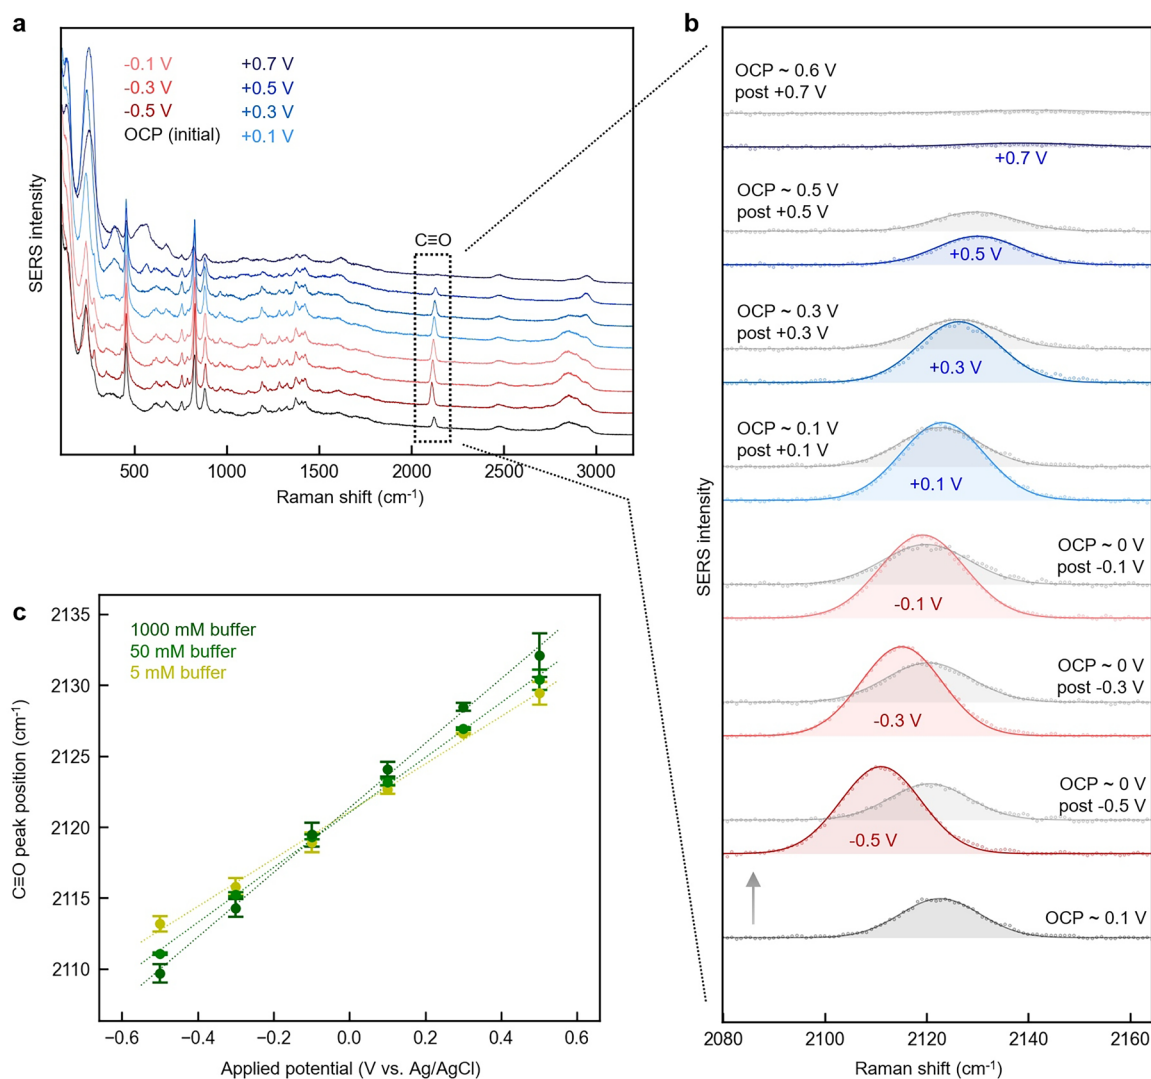 a
-0.1 V
-0.3 V
-0.5 V
OCP (initial)
+0.7 V
+0.5 V
+0.3 V
+0.1 V
C≡O
SERS intensity
500
1000
1500
2000
2500
3000
Raman shift (cm-1)
b
OCP ~ 0.6 V
post +0.7 V
+0.7 V
OCP ~ 0.5 V
post +0.5 V
+0.5 V
OCP ~ 0.3 V
post +0.3 V
+0.3 V
OCP ~ 0.1 V
post +0.1 V
+0.1 V
OCP ~ 0 V
post -0.1 V
-0.1 V
OCP ~ 0 V
post -0.3 V
-0.3 V
OCP ~ 0 V
post -0.5 V
-0.5 V
OCP ~ 0.1 V
SERS intensity
2080
2100
2120
2140
2160
Raman shift (cm-1)
c
1000 mM buffer
50 mM buffer
5 mM buffer
2135
2130
2125
2120
2115
2110
C≡O peak position (cm-1)
−0.6
−0.4
−0.2
0.0
0.2
0.4
0.6
Applied potential (V vs. Ag/AgCl)